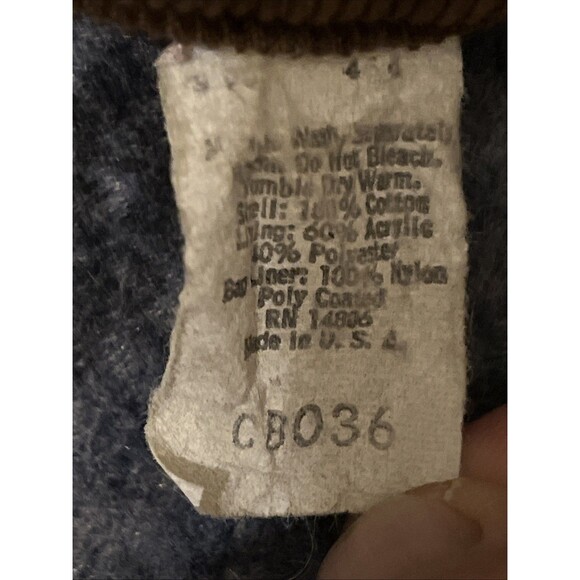 Wash Separately
Do Not Bleach.
Tumble Dry Warm.
Shell: 100% Cotton
Lining: 60% Acrylic
40% Polyester
Liner: 100% Nylon
Poly Coated
RN 14806
Made in U. S. A.
CB036